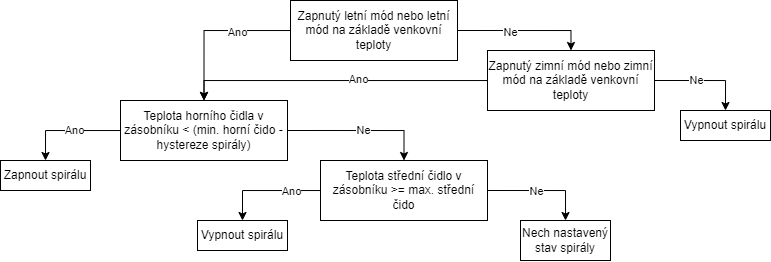 Zapnutý letní mód nebo letní
mód na základě venkovní
teploty
Ano
Ne
Zapnutý zimní mód nebo zimní
mód na základě venkovní
teploty
Ano
Ne
Teplota horního čidla v
zásobníku < (min. horní čido -
hystereze spirály)
Vypnout spirálu
Ano
Ne
Zapnout spirálu
Teplota střední čidlo v
zásobníku >= max. střední
čido
Ano
Ne
Vypnout spirálu
Nech nastavený
stav spirály